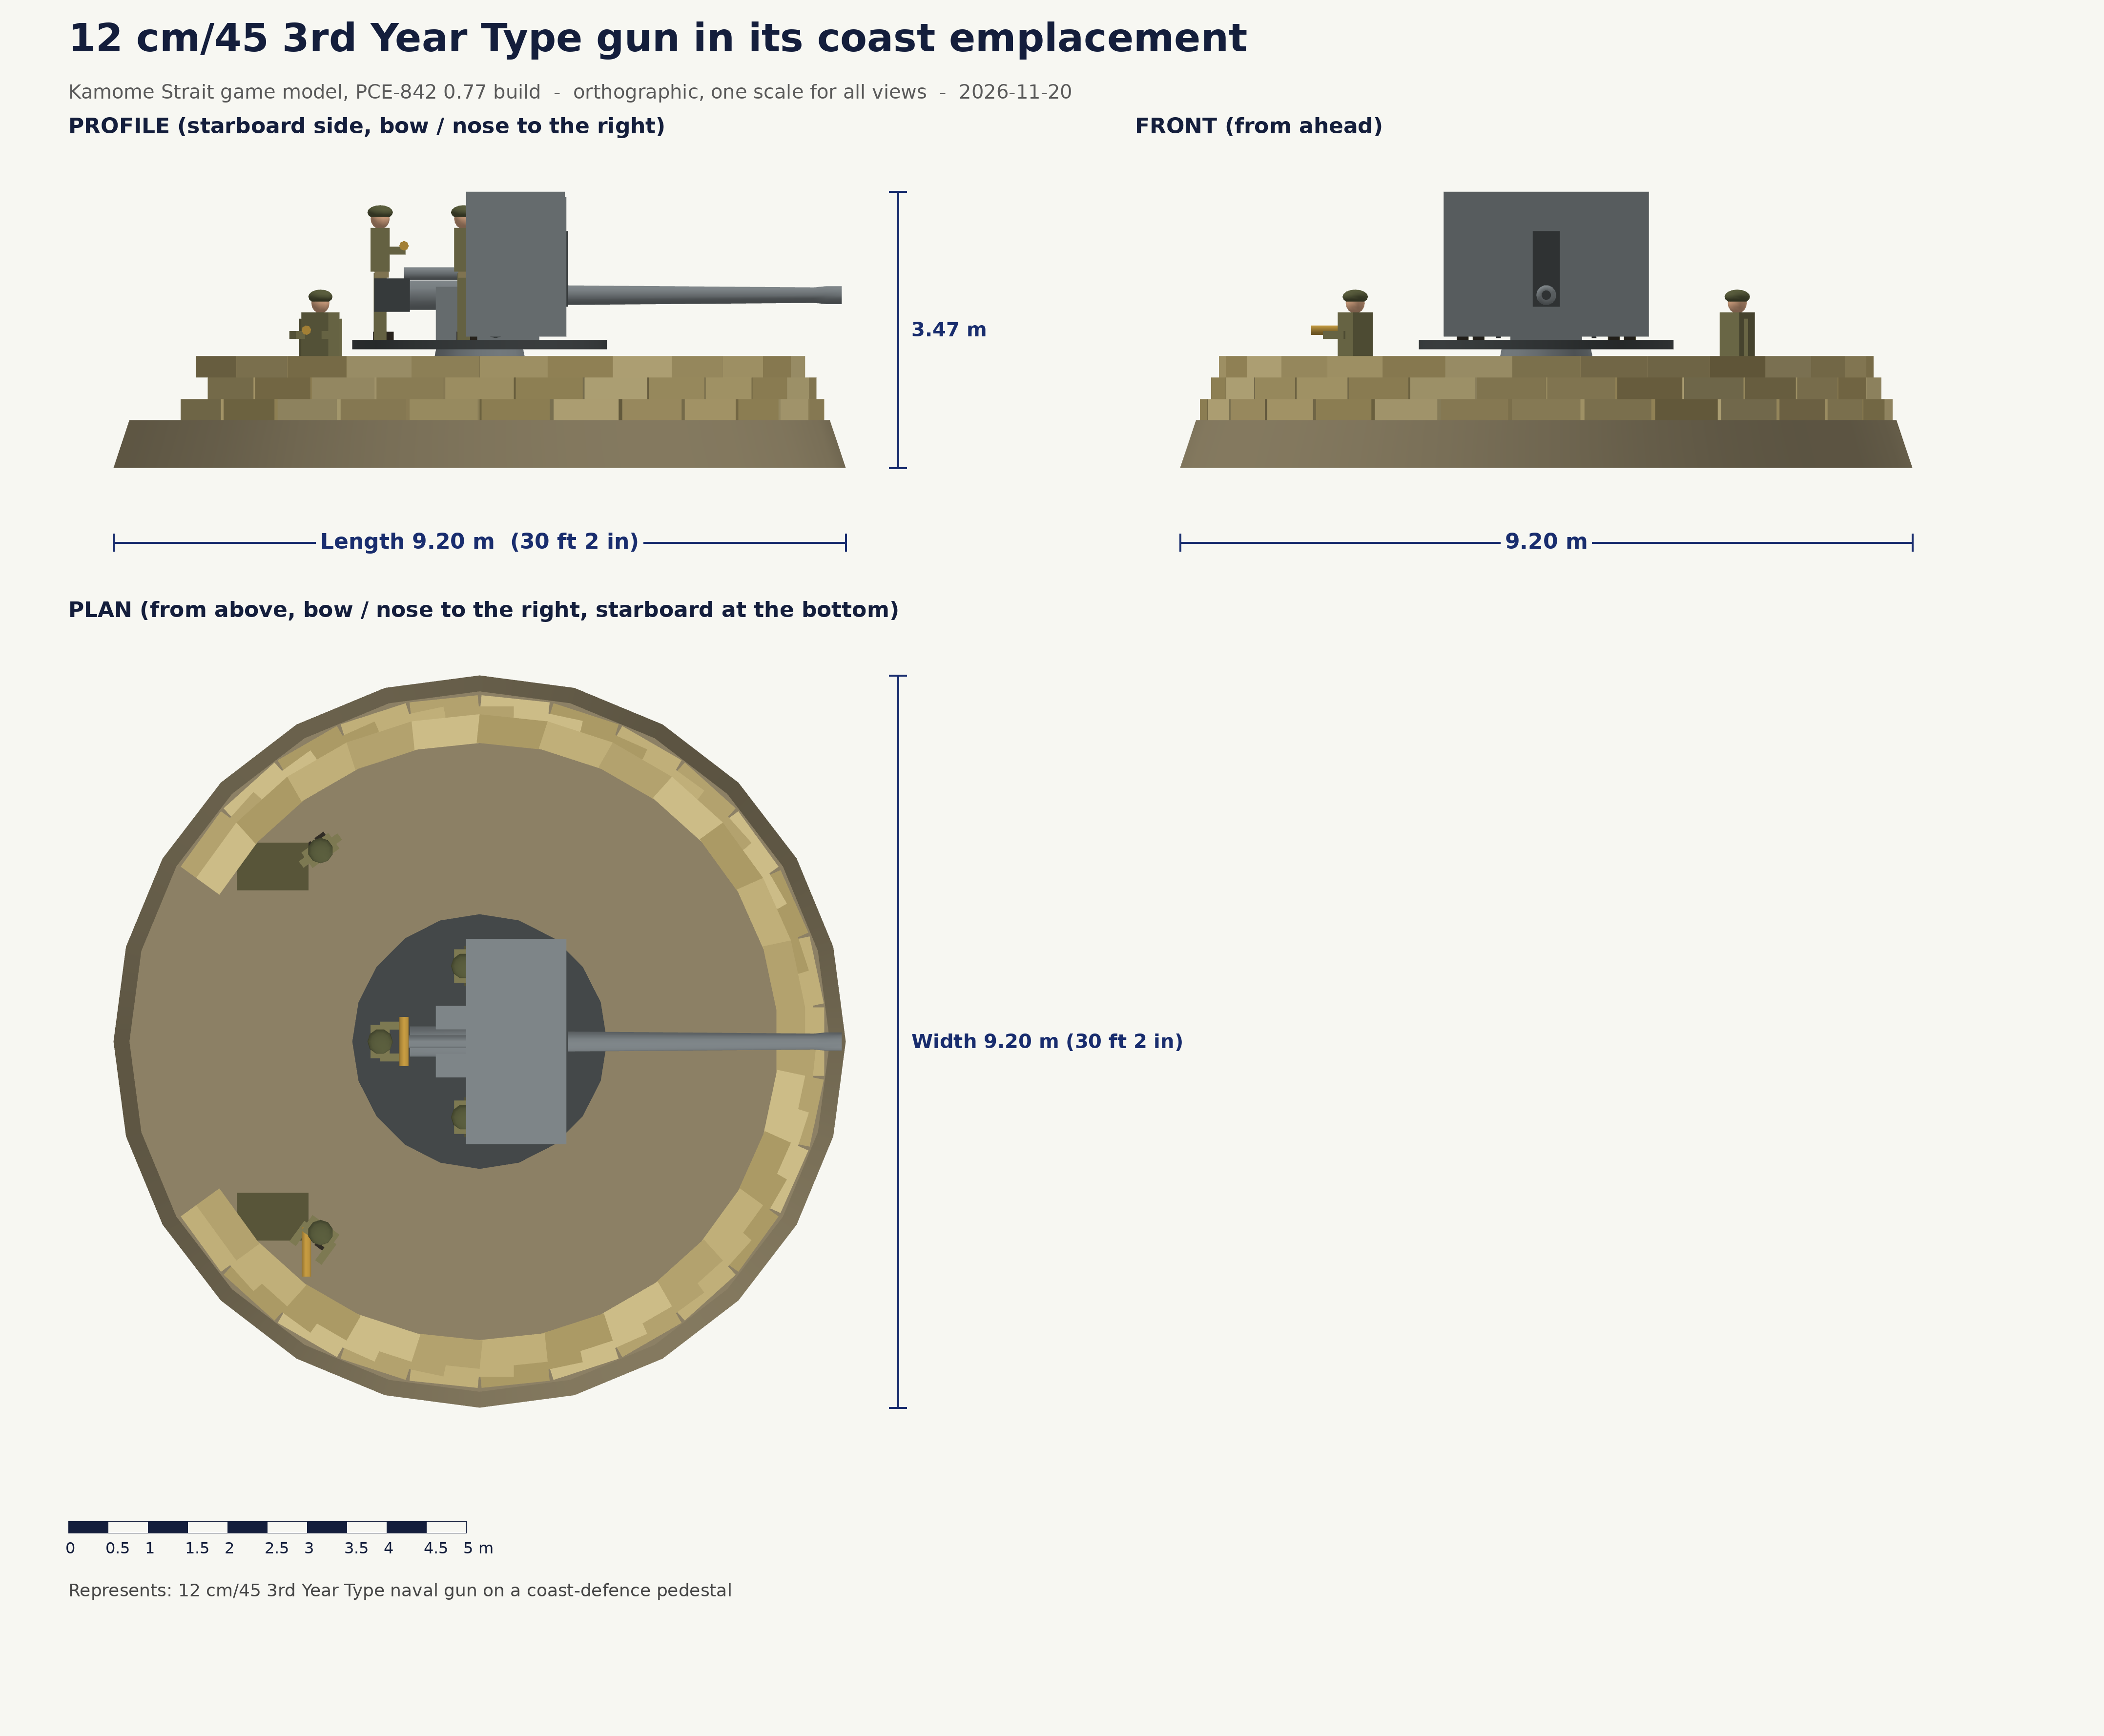 12 cm/45 3rd Year Type gun in its coast emplacement
Kamome Strait game model, PCE-842 0.77 build - orthographic, one scale for all views - 2026-11-20
PROFILE (starboard side, bow / nose to the right)
FRONT (from ahead)
3.47 m
Length 9.20 m (30 ft 2 in)
9.20 m
PLAN (from above, bow / nose to the right, starboard at the bottom)
Width 9.20 m (30 ft 2 in)
0 0.5 1 1.5 2 2.5 3 3.5 4 4.5 5 m
Represents: 12 cm/45 3rd Year Type naval gun on a coast-defence pedestal